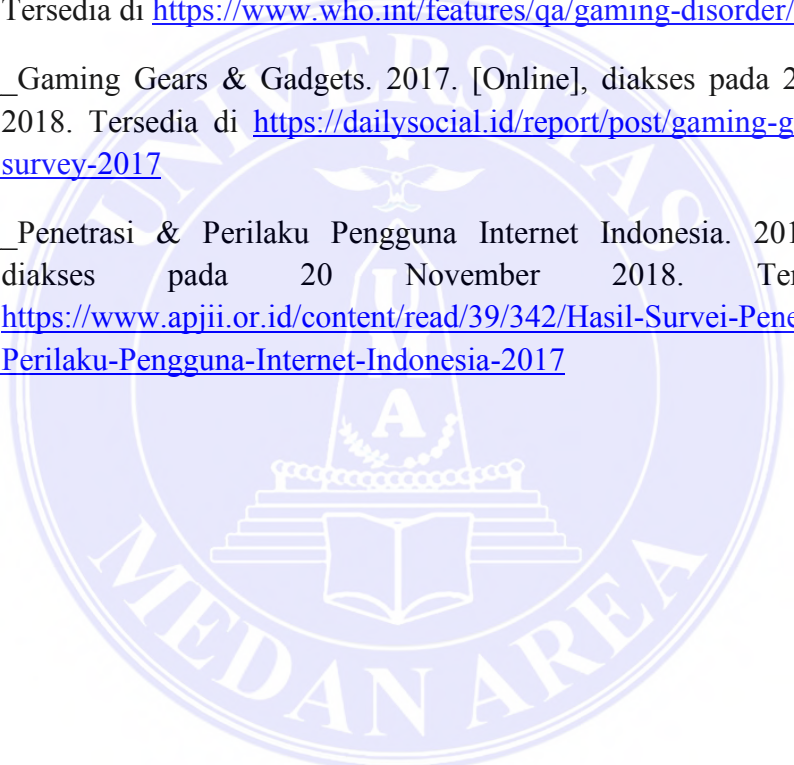 Tersedia di https://www.who.int/features/qa/gaming-disorder/
_Gaming Gears & Gadgets. 2017. [Online], diakses pada 2
2018. Tersedia di https://dailysocial.id/report/post/gaming-g
survey-2017
_Penetrasi & Perilaku Pengguna Internet Indonesia. 201
diakses pada 20 November 2018. Ter
https://www.apjii.or.id/content/read/39/342/Hasil-Survei-Pene
Perilaku-Pengguna-Internet-Indonesia-2017
UNIVERSITAS
U
M
A
MEDAN AREA